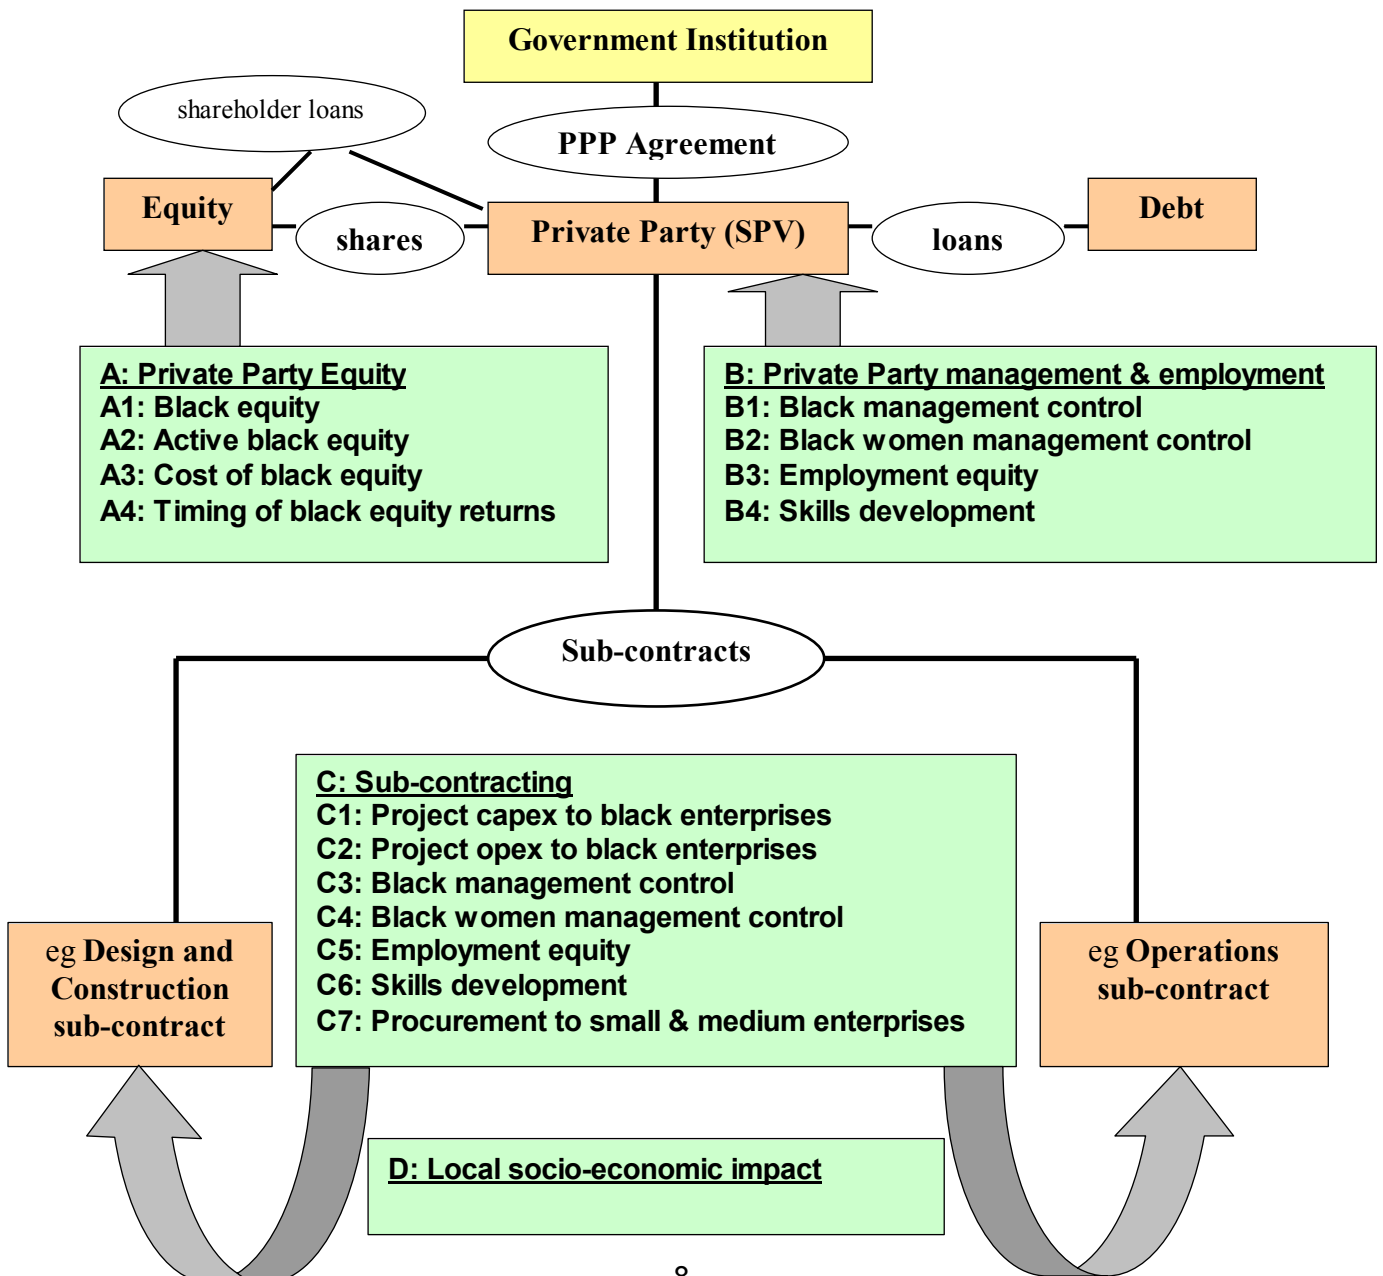 Government Institution
shareholder loans
PPP Agreement
Equity
shares
Private Party (SPV)
loans
Debt
A: Private Party Equity
A1: Black equity
A2: Active black equity
A3: Cost of black equity
A4: Timing of black equity returns
B: Private Party management & employment
B1: Black management control
B2: Black women management control
B3: Employment equity
B4: Skills development
Sub-contracts
C: Sub-contracting
C1: Project capex to black enterprises
C2: Project opex to black enterprises
C3: Black management control
C4: Black women management control
C5: Employment equity
C6: Skills development
C7: Procurement to small & medium enterprises
eg Design and
Construction
sub-contract
eg Operations
sub-contract
D: Local socio-economic impact
8